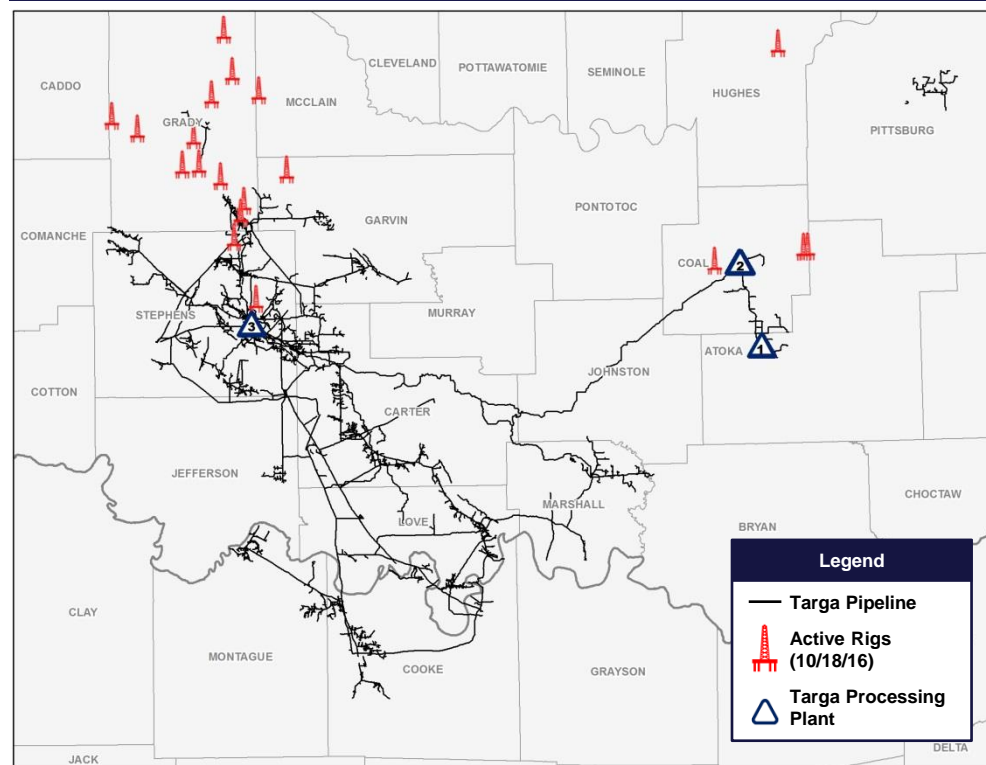 CLEVELAND
POTTAWATOMIE
SEMINOLE
CADDO
HUGHES
MCCLAIN
GRADY
PITTSBURG
PONTOTOC
GARVIN
COMANCHE
COAL
2
MURRAY
STEPHENS
3
ATOKA
1
JOHNSTON
COTTON
CARTER
JEFFERSON
CHOCTAW
MARSHALL
LOVE
BRYAN
Legend
Targa Pipeline
Active Rigs
(10/18/16)
Targa Processing
Plant
CLAY
MONTAGUE
COOKE
GRAYSON
DELTA
JACK